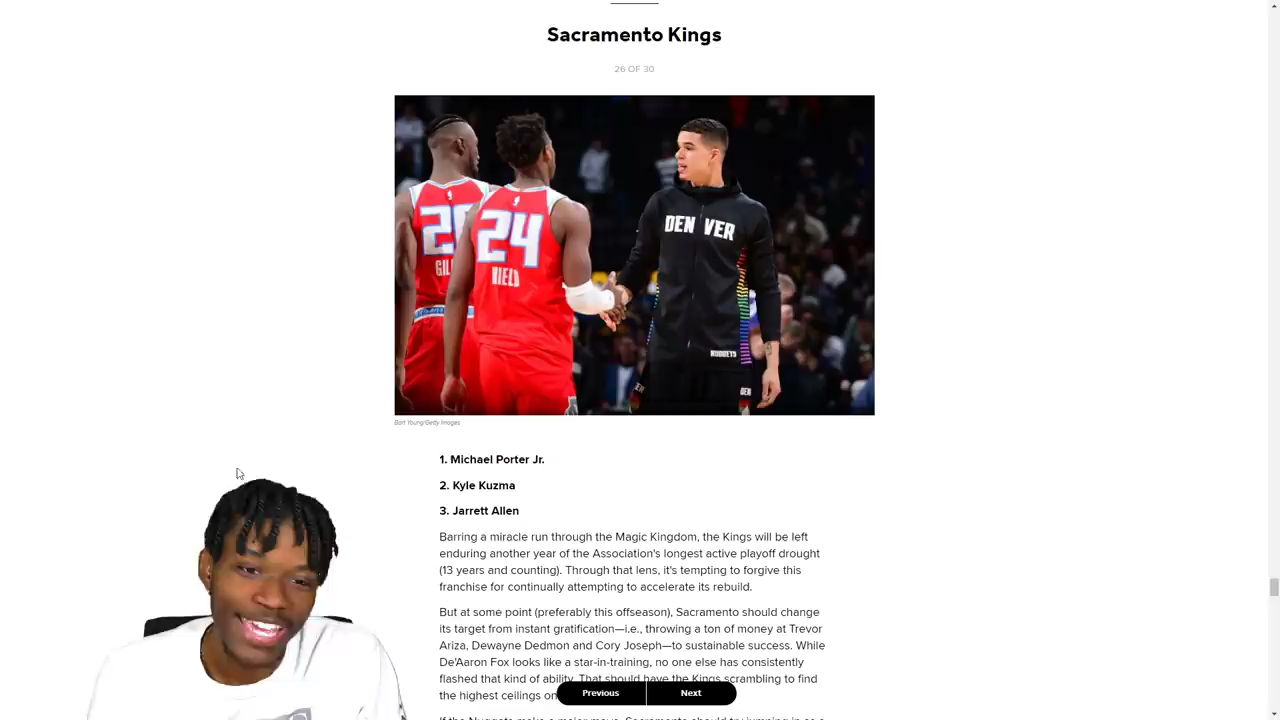 Sacramento Kings
26 OF 30
DENVER
24
HIELD
NUGGETS
Bart Young/Getty Images
1. Michael Porter Jr.
2. Kyle Kuzma
3. Jarrett Allen
Barring a miracle run through the Magic Kingdom, the Kings will be left
enduring another year of the Association's longest active playoff drought
(13 years and counting). Through that lens, it's tempting to forgive this
franchise for continually attempting to accelerate its rebuild.
But at some point (preferably this offseason), Sacramento should change
its target from instant gratification—i.e., throwing a ton of money at Trevor
Ariza, Dewayne Dedmon and Cory Joseph—to sustainable success. While
De'Aaron Fox looks like a star-in-training, no one else has consistently
flashed that kind of ability. That should have the Kings scrambling to find
the highest ceilings on
Previous Next